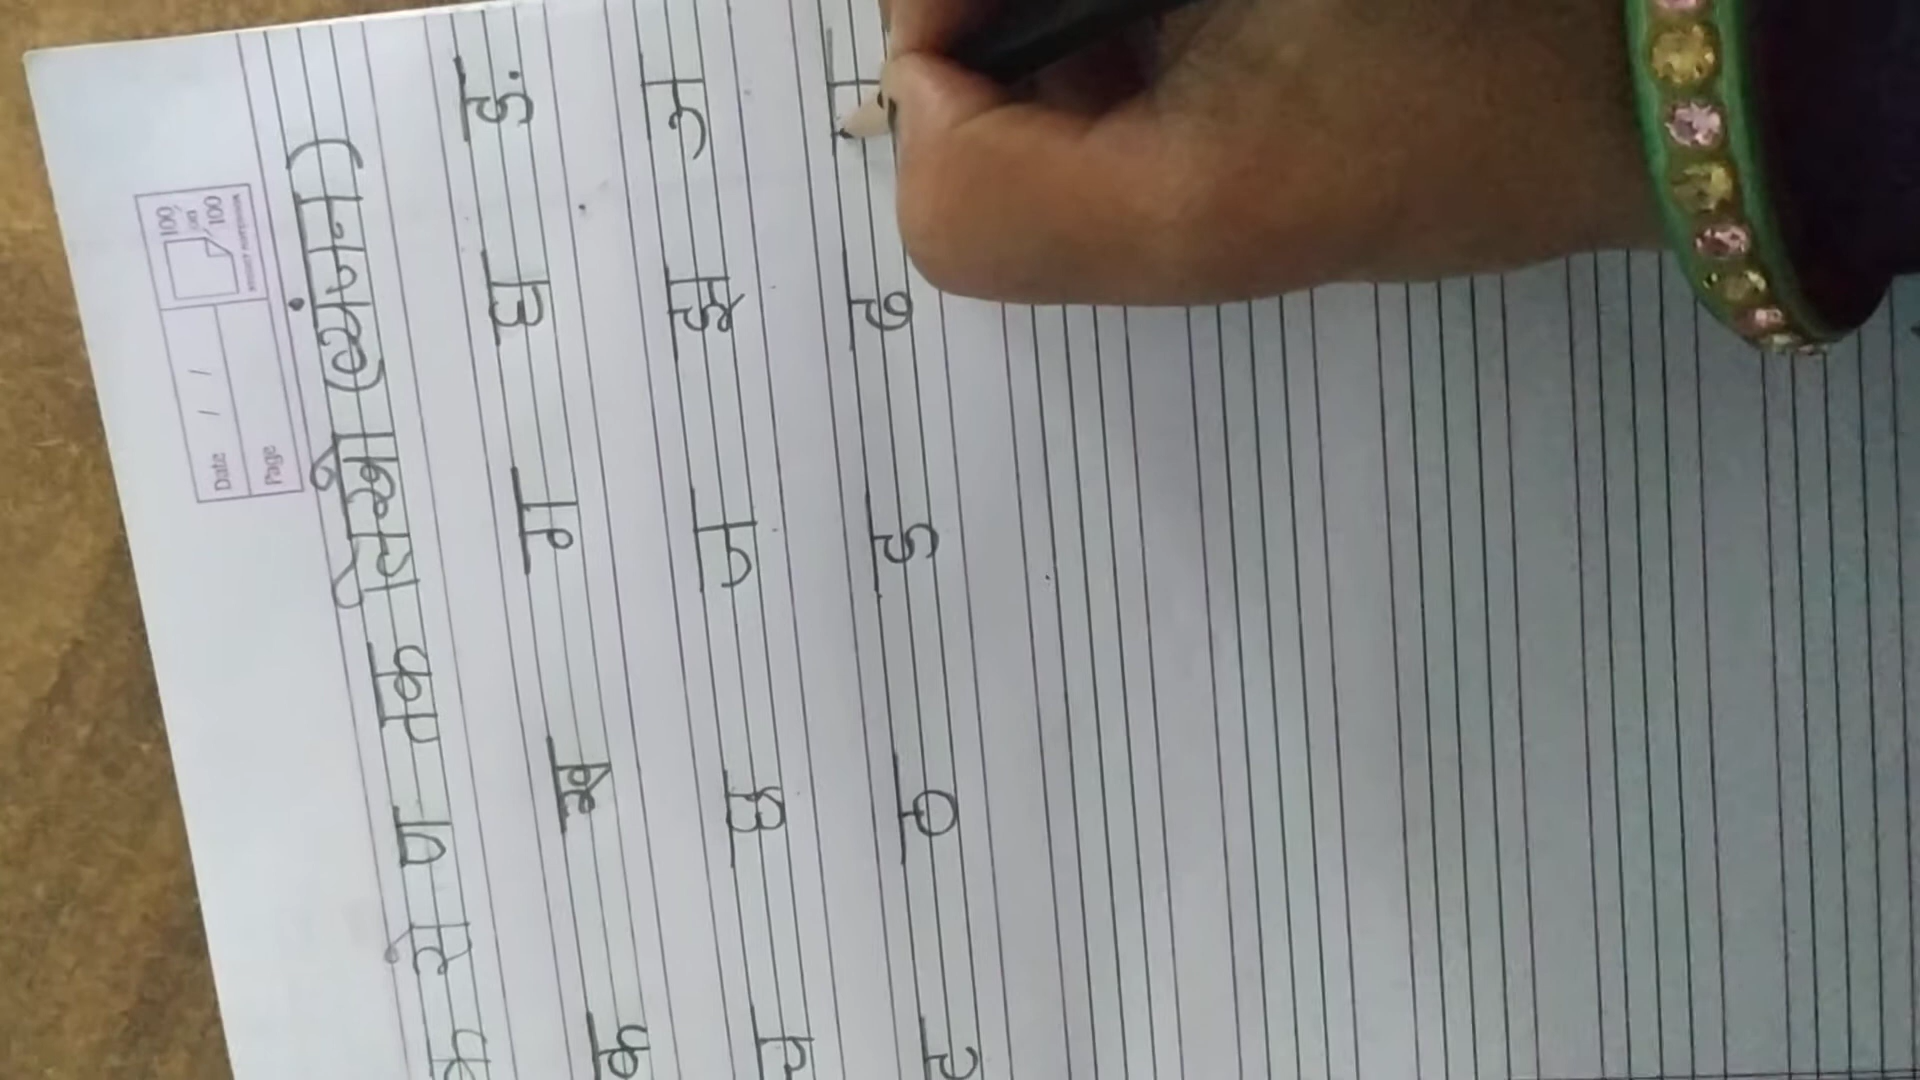 क से ज्ञ तक हिन्दी व्यंजन )
क ख ग घ ङ
च छ ज झ ञ
ट ठ ड ढ